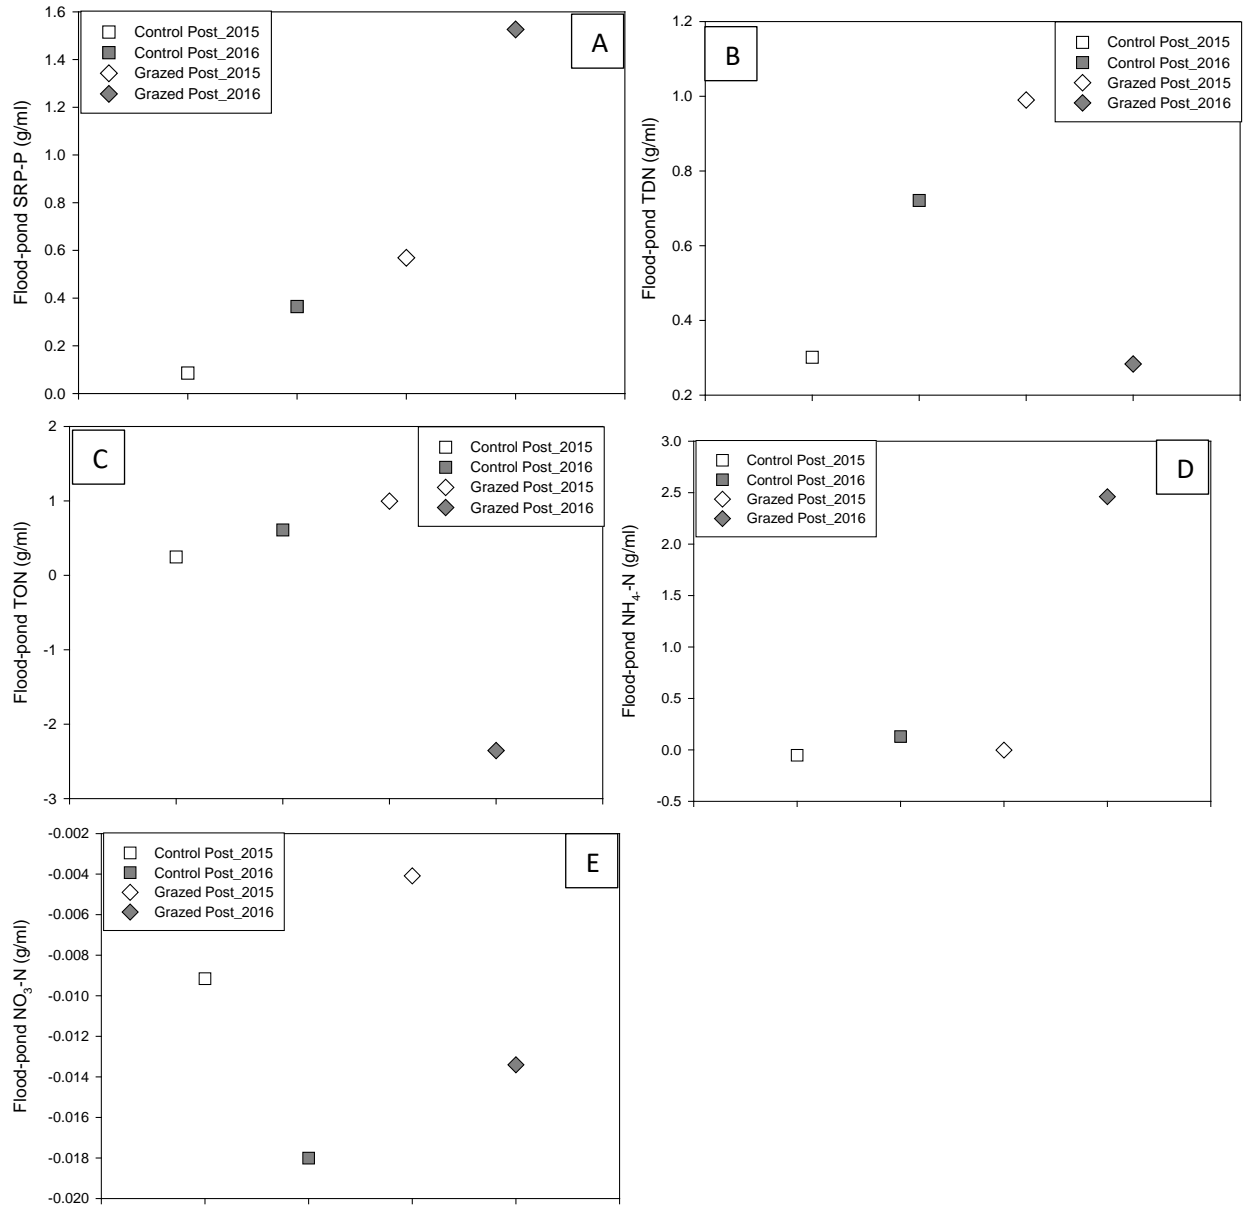 Flood-pond SRP-P (g/ml)
1.6
1.4
1.2
1.0
0.8
0.6
0.4
0.2
0.0
Control Post_2015
Control Post_2016
Grazed Post_2015
Grazed Post_2016
A
Flood-pond TDN (g/ml)
1.2
1.0
0.8
0.6
0.4
0.2
B
Control Post_2015
Control Post_2016
Grazed Post_2015
Grazed Post_2016
Flood-pond TON (g/ml)
2
1
0
-1
-2
-3
C
Control Post_2015
Control Post_2016
Grazed Post_2015
Grazed Post_2016
Flood-pond NH4-N (g/ml)
3.0
2.5
2.0
1.5
1.0
0.5
0.0
-0.5
Control Post_2015
Control Post_2016
Grazed Post_2015
Grazed Post_2016
D
Flood-pond NO3-N (g/ml)
-0.002
-0.004
-0.006
-0.008
-0.010
-0.012
-0.014
-0.016
-0.018
-0.020
Control Post_2015
Control Post_2016
Grazed Post_2015
Grazed Post_2016
E